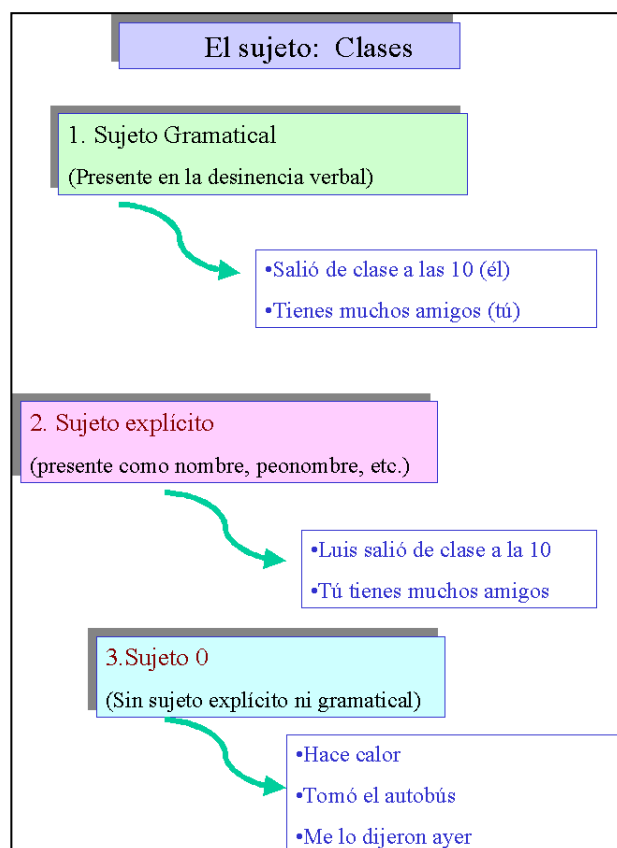 El sujeto: Clases
1. Sujeto Gramatical
(Presente en la desinencia verbal)
•Salió de clase a las 10 (él)
•Tienes muchos amigos (tú)
2. Sujeto explícito
(presente como nombre, peonombre, etc.)
•Luis salió de clase a la 10
•Tú tienes muchos amigos
3.Sujeto 0
(Sin sujeto explícito ni gramatical)
•Hace calor
•Tomó el autobús
•Me lo dijeron ayer